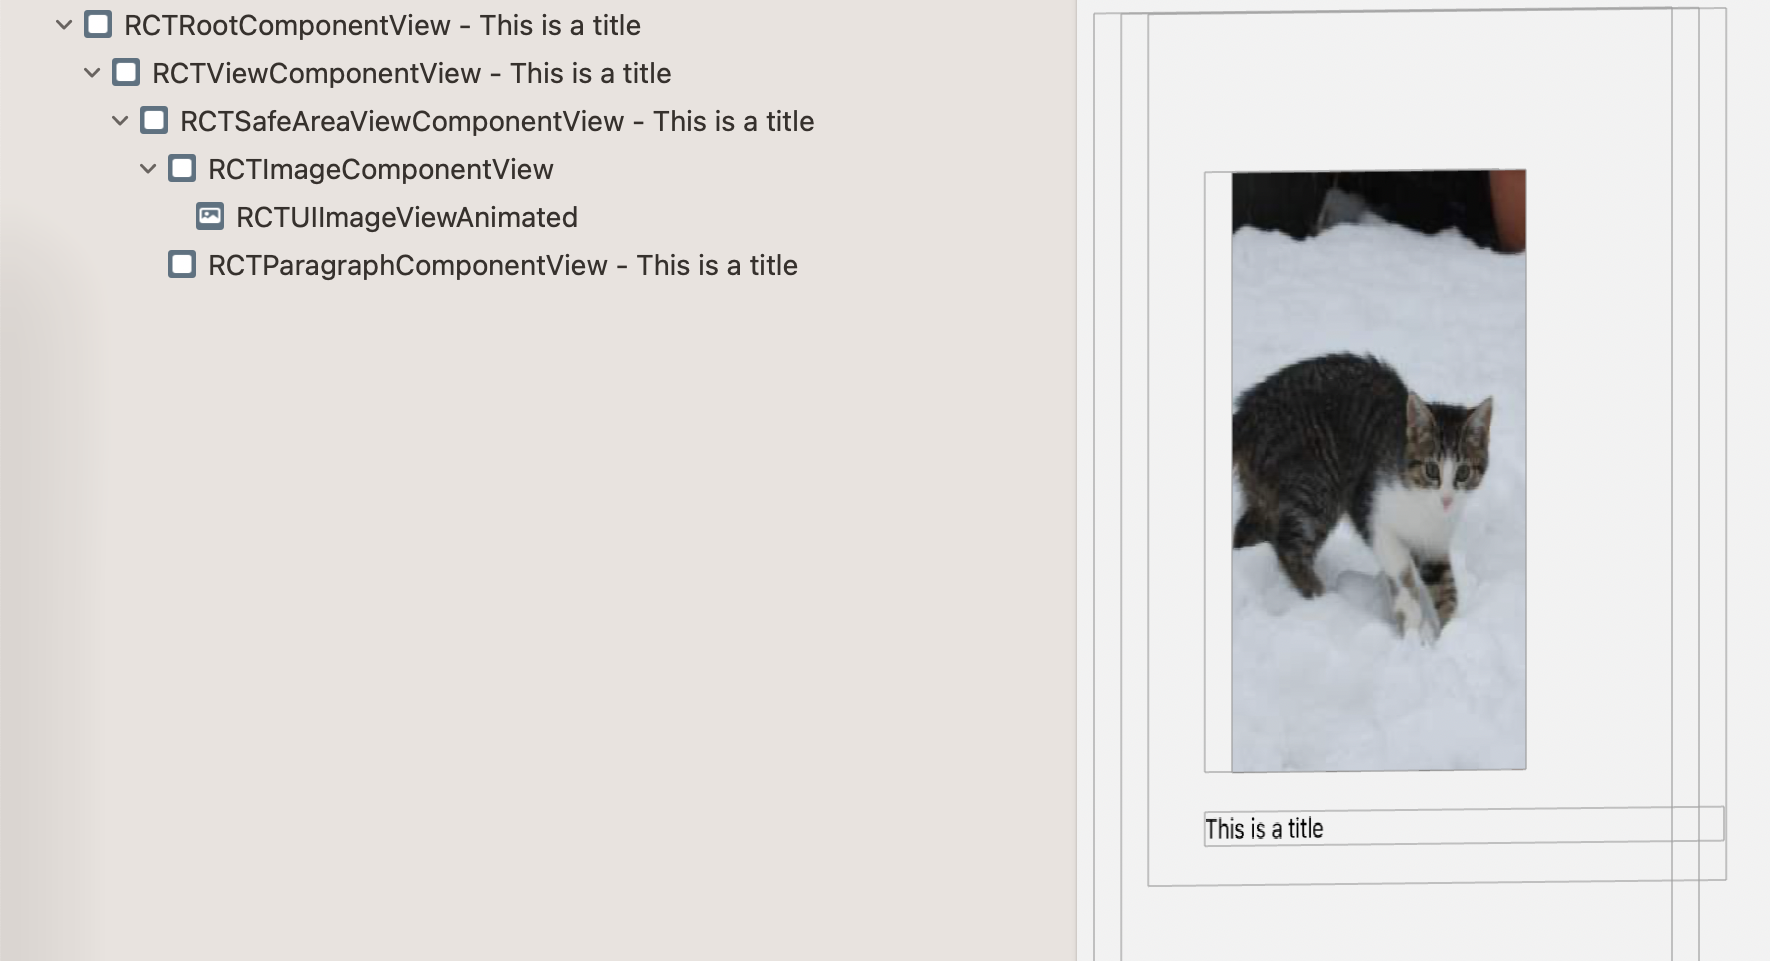 RCTRootComponentView - This is a title
RCTViewComponentView - This is a title
RCTSafeAreaViewComponentView - This is a title
RCTImageComponentView
RCTUIImageViewAnimated
RCTParagraphComponentView - This is a title
This is a title